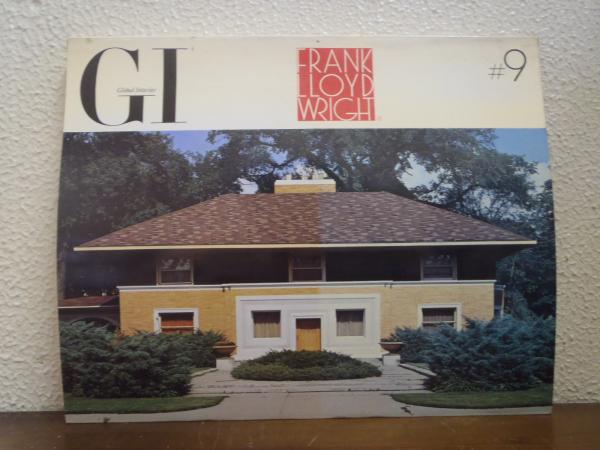 GI
Global Interior
FRANK
LLOYD
WRIGHT
#9